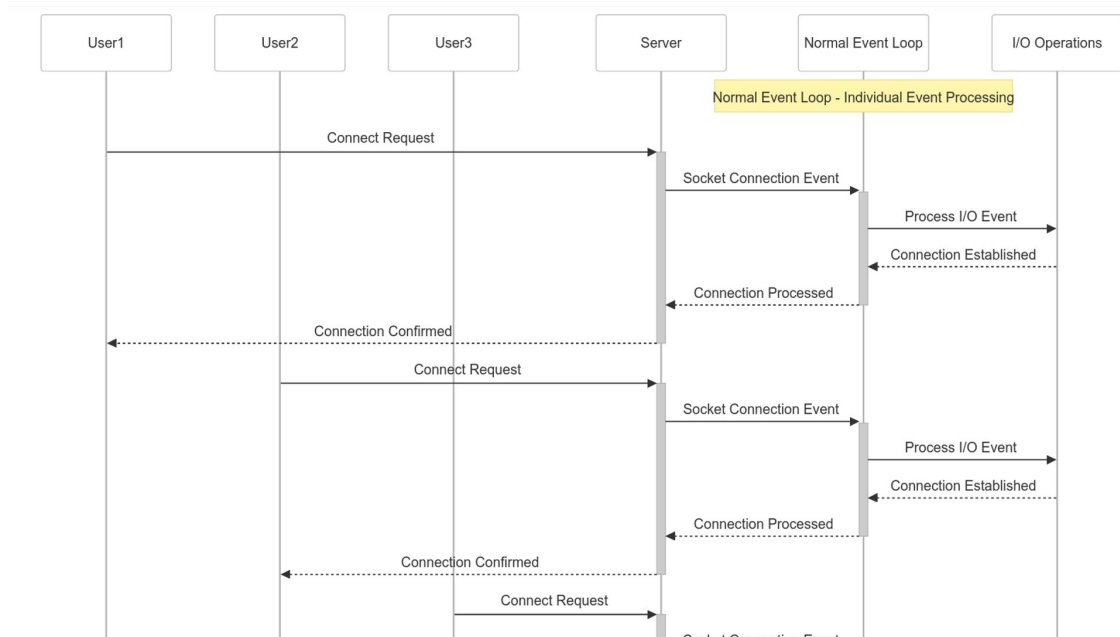 User1
User2
User3
Server
Normal Event Loop
I/O Operations
Normal Event Loop - Individual Event Processing
Connect Request
Socket Connection Event
Process I/O Event
Connection Established
Connection Processed
Connection Confirmed
Connect Request
Socket Connection Event
Process I/O Event
Connection Established
Connection Processed
Connection Confirmed
Connect Request